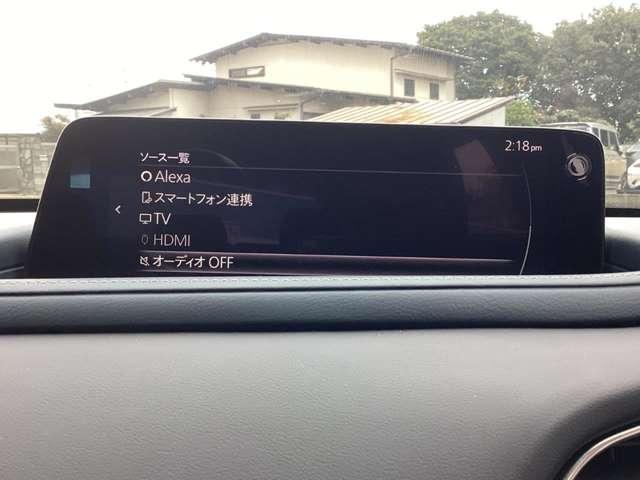 ソース一覧
2:18pm
Alexa
スマートフォン連携
TV
HDMI
オーディオ OFF